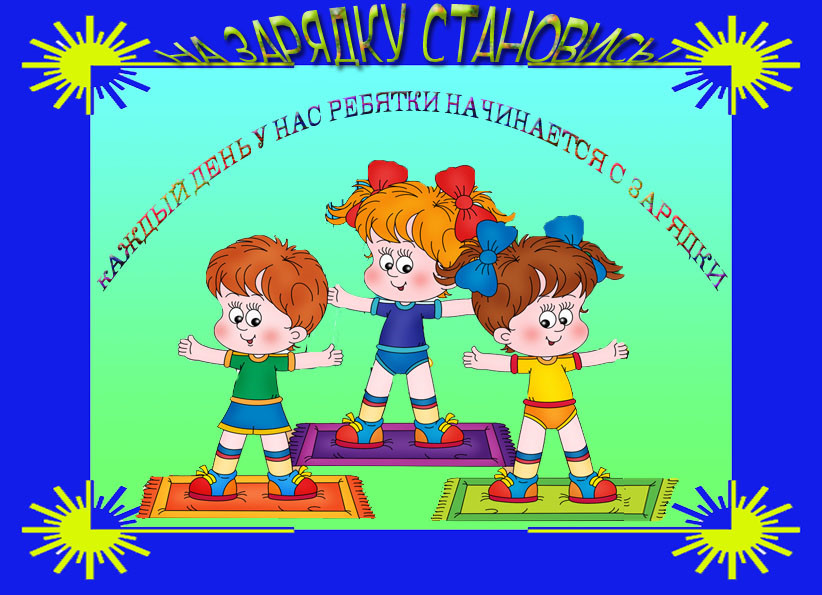 НА ЗАРЯДКУ СТАНОВИСЬ!
кАЖДЫЙ ДЕНЬ У НАС РЕБЯТКИ НАЧИНАЕТСЯ С ЗАРЯДКИ